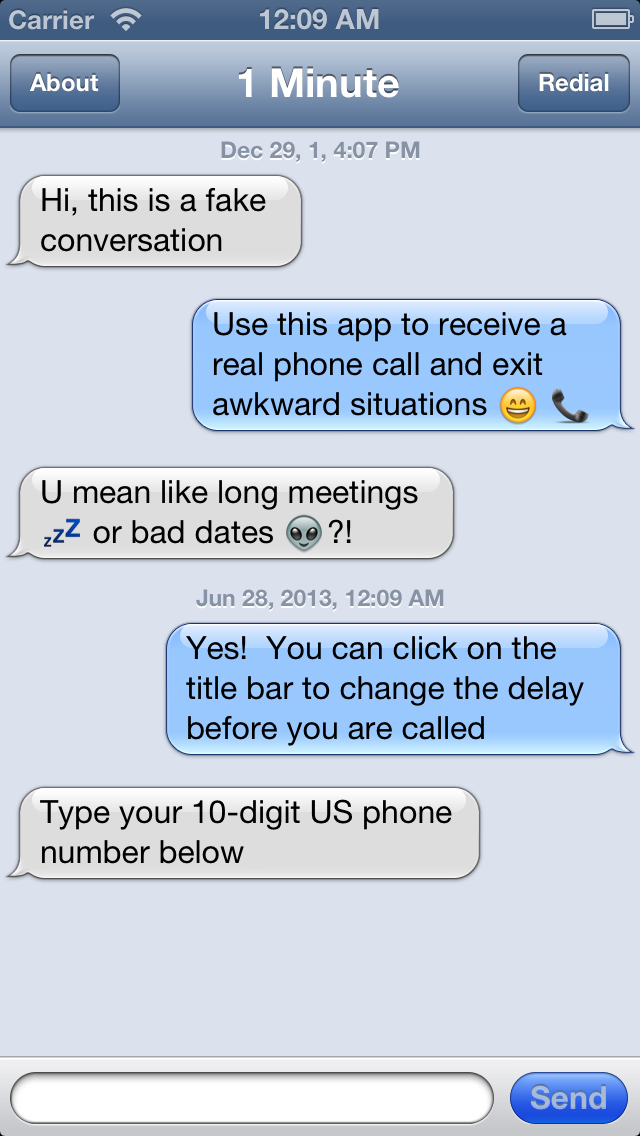 Carrier 12:09 AM
About 1 Minute Redial
Dec 29, 1, 4:07 PM
Hi, this is a fake
conversation
Use this app to receive a
real phone call and exit
awkward situations 😄 📞
U mean like long meetings
💤 or bad dates 👽?!
Jun 28, 2013, 12:09 AM
Yes!  You can click on the
title bar to change the delay
before you are called
Type your 10-digit US phone
number below
Send